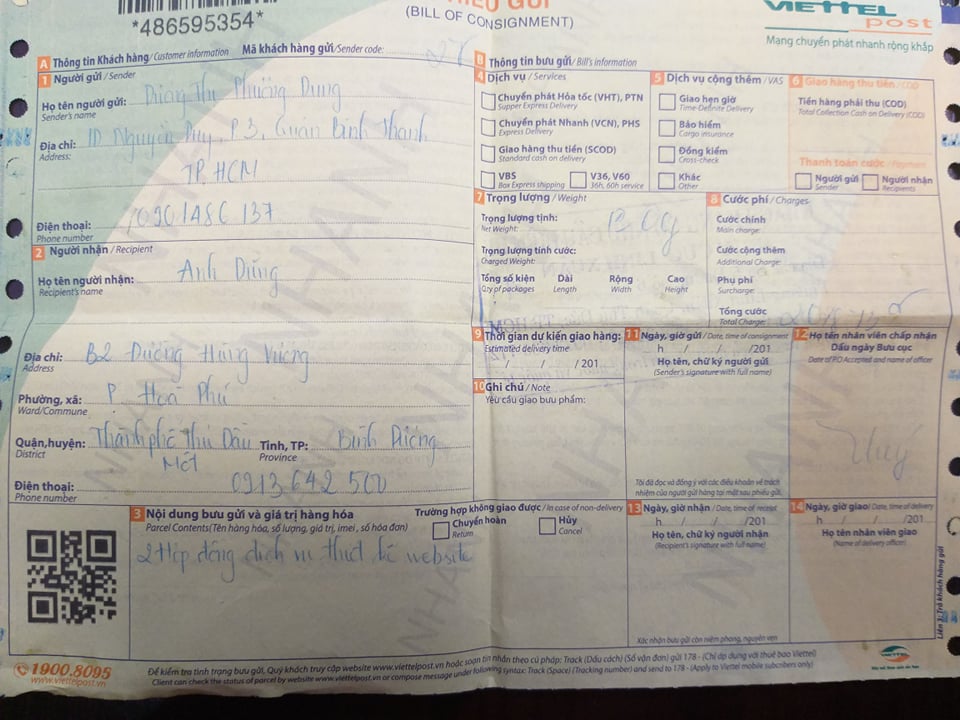 *486595354*
(BILL OF CONSIGNMENT)
VIETTEL
post
Mạng chuyển phát nhanh rộng khắp
A Thông tin Khách hàng / Customer information Mã khách hàng gửi/Sender code:
1 Người gửi / Sender
Họ tên người gửi: Dương Thị Phương Dung
Sender's name
Địa chỉ: 1D Nguyễn Duy, P.3, Quận Bình Thạnh
Address:
TP. HCM
Điện thoại:
Phone number
2 Người nhận / Recipient
Họ tên người nhận: Anh Dũng
Recipient's name
Địa chỉ: B2 Đường Hùng Vương
Address
Phường, xã: P. Hoà Phú
Ward/Commune
Quận,huyện: Thành phố Thủ Dầu Tỉnh, TP: Bình Dương
District Province
Một
Điện thoại: 0913 642 500
Phone number
B Thông tin bưu gửi / Bill's information
4 Dịch vụ / Services
Chuyển phát Hỏa tốc (VHT), PTN
Supper Express Delivery
Chuyển phát Nhanh (VCN), PHS
Express Delivery
Giao hàng thu tiền (SCOD)
Standard cash on delivery
VBS V36, V60
Box Express shipping 36h, 60h service
5 Dịch vụ cộng thêm / VAS
Giao hẹn giờ
Time-Definite Delivery
Bảo hiểm
Cargo insurance
Đồng kiểm
Cross-check
Khác
Other
6 Giao hàng thu tiền / COD
Tiền hàng phải thu (COD)
Total Collection Cash on Delivery (COD)
Thanh toán cước / Payment
Người gửi Người nhận
Sender Recipients
7 Trọng lượng / Weight
Trọng lượng tịnh:
Net Weight:
Trọng lượng tính cước:
Charged Weight:
Tổng số kiện Dài Rộng Cao
Q.ty of packages Length Width Height
8 Cước phí / Charges
Cước chính
Main charge:
Cước cộng thêm
Additional Charge:
Phụ phí
Surcharge:
Tổng cước
Total Charge:
9 Thời gian dự kiến giao hàng:
Estimated delivery time
/ / /201
10 Ghi chú / Note
Yêu cầu giao bưu phẩm:
11 Ngày, giờ gửi / Date, time of consignment
h / / /201
Họ tên, chữ ký người gửi
(Sender's signature with full name)
Tôi đã đọc và đồng ý với các điều khoản về trách
nhiệm của người gửi hàng tại mặt sau phiếu gửi.
12 Họ tên nhân viên chấp nhận
Dấu ngày Bưu cục
Date of P.O Accepted and name of officer
Thuý
3 Nội dung bưu gửi và giá trị hàng hóa
Parcel Contents(Tên hàng hóa, số lượng, giá trị, imei, số hóa đơn)
Trường hợp không giao được / In case of non-delivery
Chuyển hoàn Hủy
Return Cancel
2 Hợp đồng dịch vụ thiết kế website
13 Ngày, giờ nhận / Date, time of receipt
h / / /201
Họ tên, chữ ký người nhận
(Recipient's signature with full name)
Xác nhận bưu gửi còn niêm phong, nguyên vẹn
14 Ngày, giờ giao / Date, time of delivery
h / / /201
Họ tên nhân viên giao
(Name of delivery officer)
Liên 3: Trả khách hàng gửi
1900.8095
www.viettelpost.vn
Để kiểm tra tình trạng bưu gửi, Quý khách truy cập website www.viettelpost.vn hoặc soạn tin nhắn theo cú pháp: Track (Dấu cách) (Số vận đơn) gửi 178 - (Chỉ áp dụng với thuê bao Viettel)
Client can check the status of parcel by website www.viettelpost.vn or compose message under following syntax: Track (Space) (Tracking number) and send to 178 - (Apply to Viettel mobile subcribers only)
VIETTEL